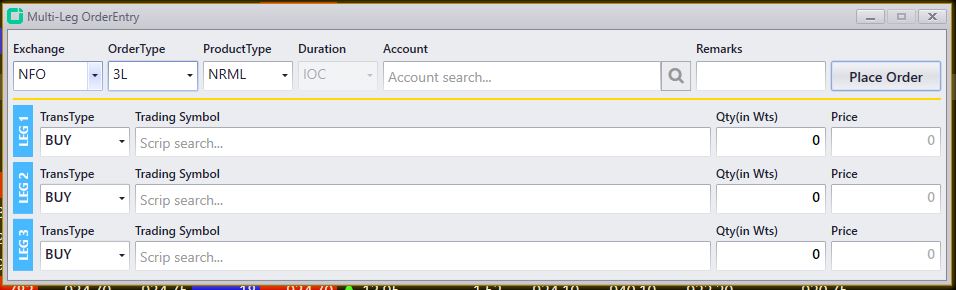 Multi-Leg OrderEntry
Exchange OrderType ProductType Duration Account Remarks
NFO 3L NRML IOC Account search... Place Order
LEG 1
TransType Trading Symbol Qty(in Wts) Price
BUY Scrip search... 0 0
LEG 2
TransType Trading Symbol Qty(in Wts) Price
BUY Scrip search... 0 0
LEG 3
TransType Trading Symbol Qty(in Wts) Price
BUY Scrip search... 0 0